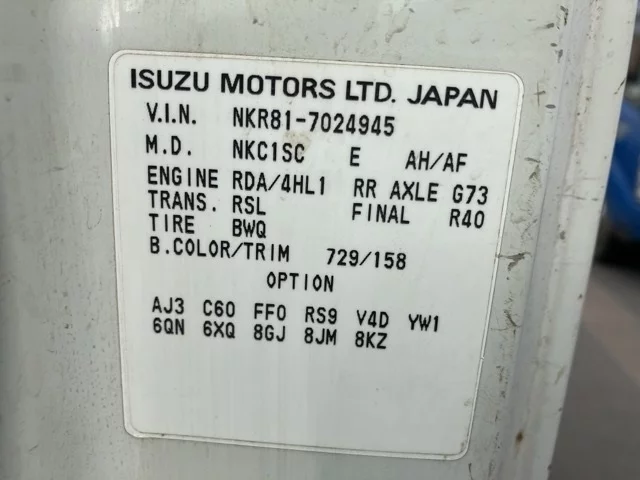 ISUZU MOTORS LTD. JAPAN
V.I.N. NKR81-7024945
M.D. NKC1SC E AH/AF
ENGINE RDA/4HL1 RR AXLE G73
TRANS. RSL FINAL R40
TIRE BWQ
B.COLOR/TRIM 729/158
OPTION
AJ3 C60 FF0 RS9 V4D YW1
6QN 6XQ 8GJ 8JM 8KZ